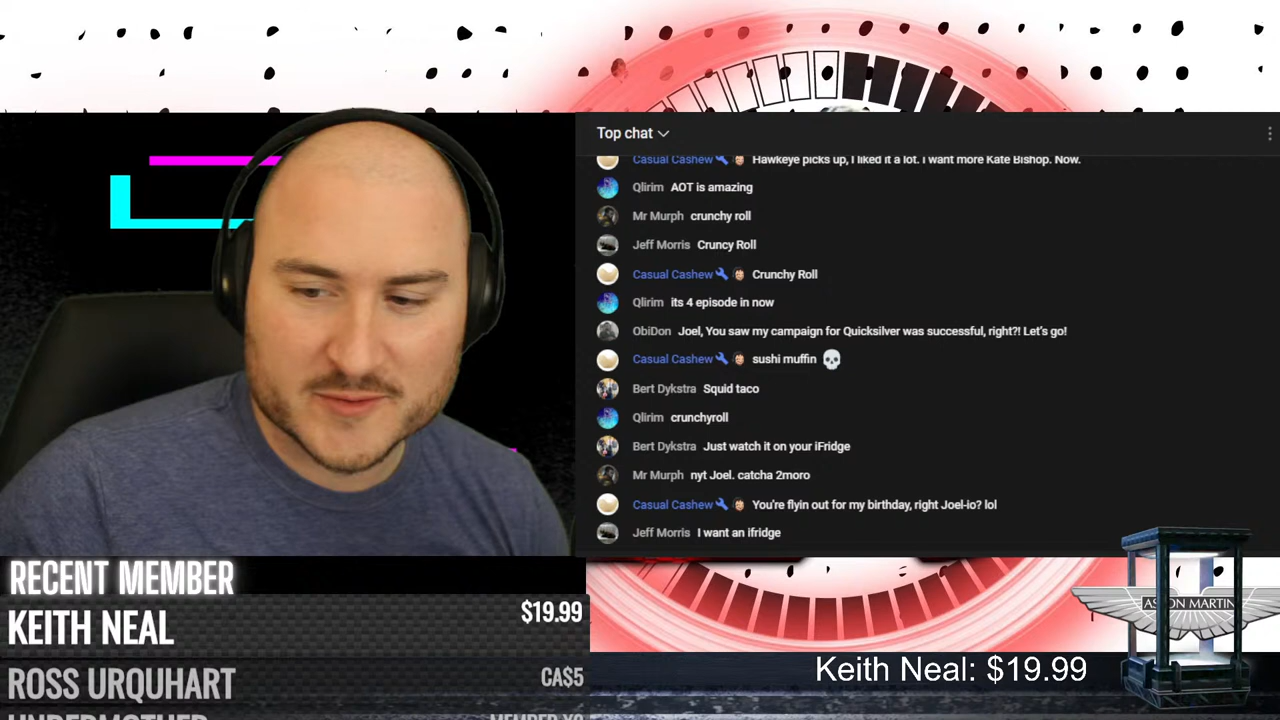 Top chat
Casual Cashew Hawkeye picks up, I liked it a lot. I want more Kate Bishop. Now.
Qlirim AOT is amazing
Mr Murph crunchy roll
Jeff Morris Cruncy Roll
Casual Cashew Crunchy Roll
Qlirim its 4 episode in now
ObiDon Joel, You saw my campaign for Quicksilver was successful, right?! Let's go!
Casual Cashew sushi muffin 💀
Bert Dykstra Squid taco
Qlirim crunchyroll
Bert Dykstra Just watch it on your iFridge
Mr Murph nyt Joel. catcha 2moro
Casual Cashew You're flyin out for my birthday, right Joel-io? lol
Jeff Morris I want an ifridge
RECENT MEMBER
KEITH NEAL $19.99
ROSS URQUHART CA$5
ASTON MARTIN
Keith Neal: $19.99